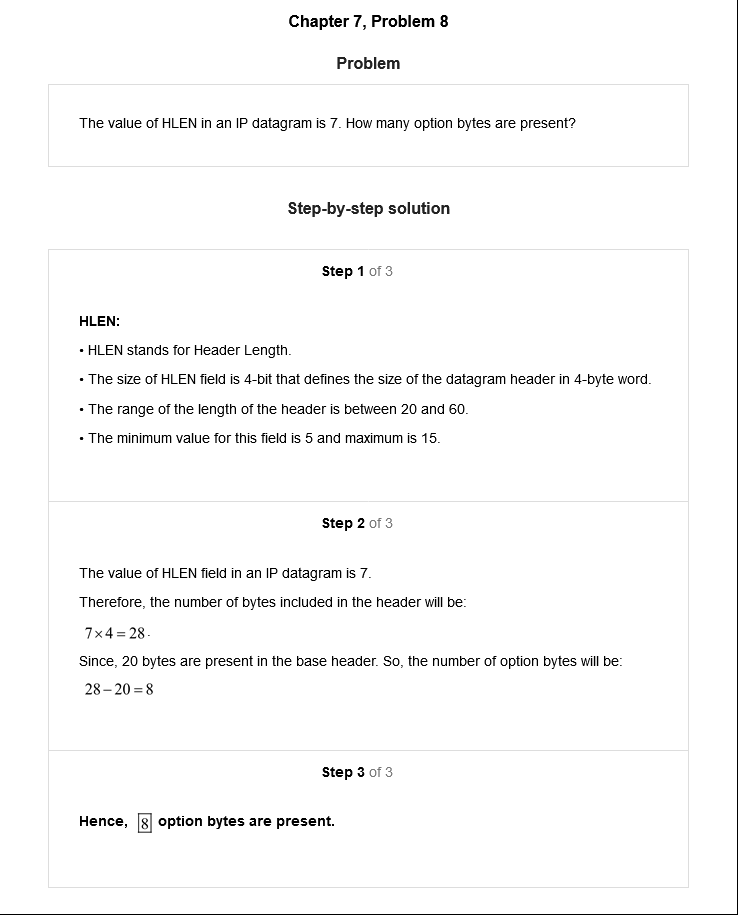 Chapter 7, Problem 8
Problem
The value of HLEN in an IP datagram is 7. How many option bytes are present?
Step-by-step solution
Step 1 of 3
HLEN:
• HLEN stands for Header Length.
• The size of HLEN field is 4-bit that defines the size of the datagram header in 4-byte word.
• The range of the length of the header is between 20 and 60.
• The minimum value for this field is 5 and maximum is 15.
Step 2 of 3
The value of HLEN field in an IP datagram is 7.
Therefore, the number of bytes included in the header will be:
7×4=28.
Since, 20 bytes are present in the base header. So, the number of option bytes will be:
28−20=8
Step 3 of 3
Hence, 8 option bytes are present.